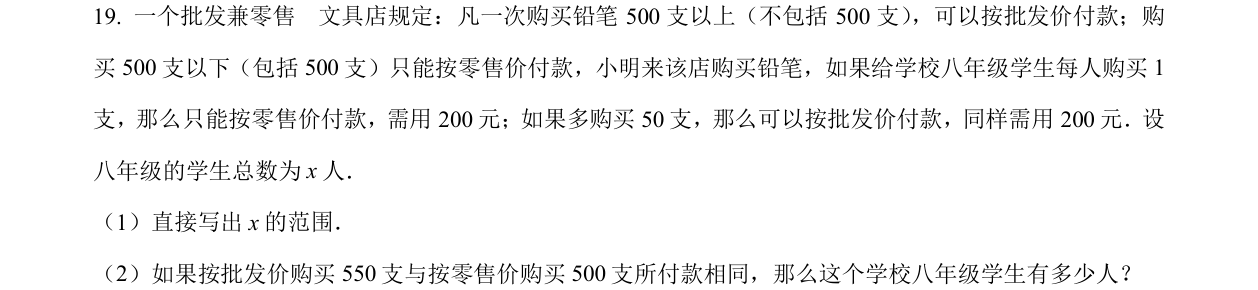 19. 一个批发兼零售　文具店规定：凡一次购买铅笔 500 支以上（不包括 500 支），可以按批发价付款；购
买 500 支以下（包括 500 支）只能按零售价付款，小明来该店购买铅笔，如果给学校八年级学生每人购买 1
支，那么只能按零售价付款，需用 200 元；如果多购买 50 支，那么可以按批发价付款，同样需用 200 元．设
八年级的学生总数为 x 人．
（1）直接写出 x 的范围．
（2）如果按批发价购买 550 支与按零售价购买 500 支所付款相同，那么这个学校八年级学生有多少人？